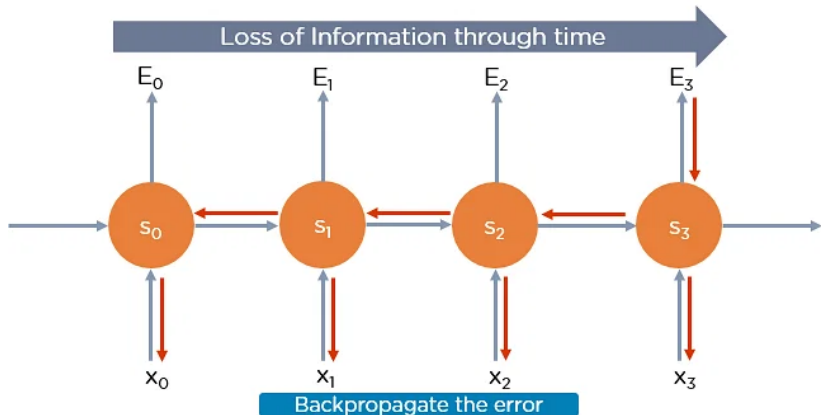 Loss of Information through time
E₀ E₁ E₂ E₃
s₀ s₁ s₂ s₃
x₀ x₁ x₂ x₃
Backpropagate the error